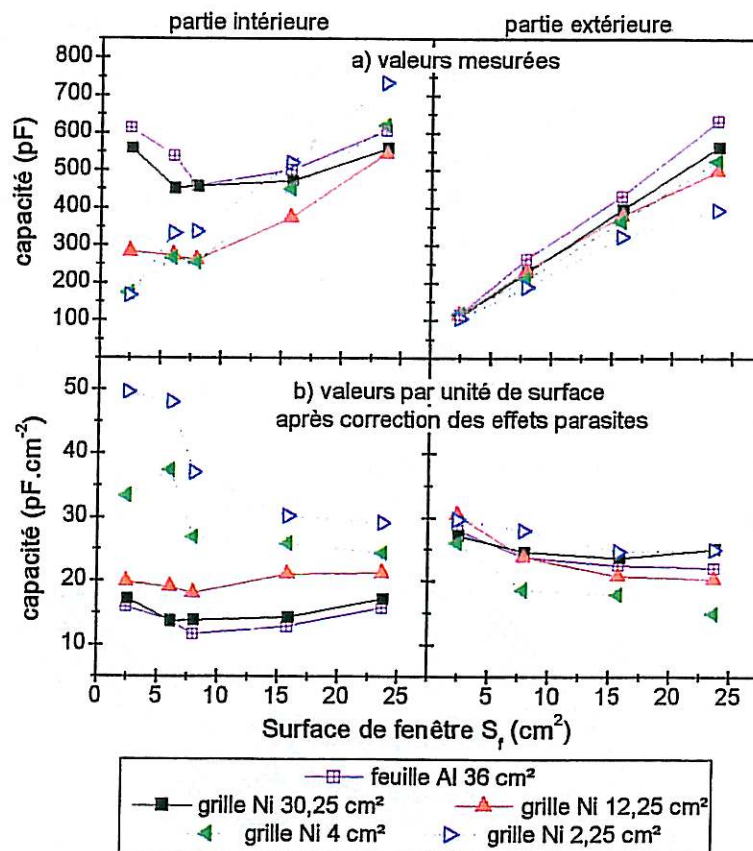 partie intérieure partie extérieure
a) valeurs mesurées
capacité (pF)
800
700
600
500
400
300
200
100
b) valeurs par unité de surface
après correction des effets parasites
capacité (pF.cm⁻²)
50
40
30
20
10
0 5 10 15 20 25 5 10 15 20 25
Surface de fenêtre S_f (cm²)
feuille Al 36 cm²
grille Ni 30,25 cm² grille Ni 12,25 cm²
grille Ni 4 cm² grille Ni 2,25 cm²